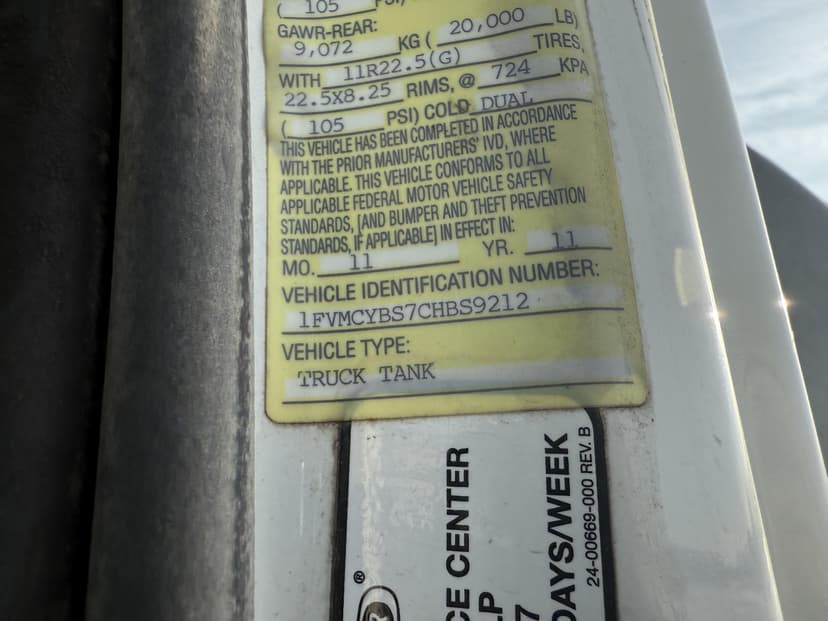 ( 105 PSI)
GAWR-REAR:
9,072 KG ( 20,000 LB)
WITH 11R22.5(G) TIRES,
22.5X8.25 RIMS, @ 724 KPA
( 105 PSI) COLD DUAL
THIS VEHICLE HAS BEEN COMPLETED IN ACCORDANCE
WITH THE PRIOR MANUFACTURERS' IVD, WHERE
APPLICABLE. THIS VEHICLE CONFORMS TO ALL
APPLICABLE FEDERAL MOTOR VEHICLE SAFETY
STANDARDS, [AND BUMPER AND THEFT PREVENTION
STANDARDS, IF APPLICABLE] IN EFFECT IN:
MO. 11 YR. 11
VEHICLE IDENTIFICATION NUMBER:
1FVMCYBS7CHBS9212
VEHICLE TYPE:
TRUCK TANK
CE CENTER
LP
7
DAYS/WEEK
24-00669-000 REV. B
®